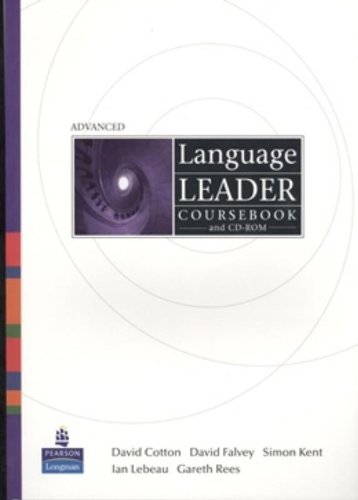 ADVANCED
Language
LEADER
COURSEBOOK
and CD-ROM
PEARSON
Longman
David Cotton David Falvey Simon Kent
Ian Lebeau Gareth Rees